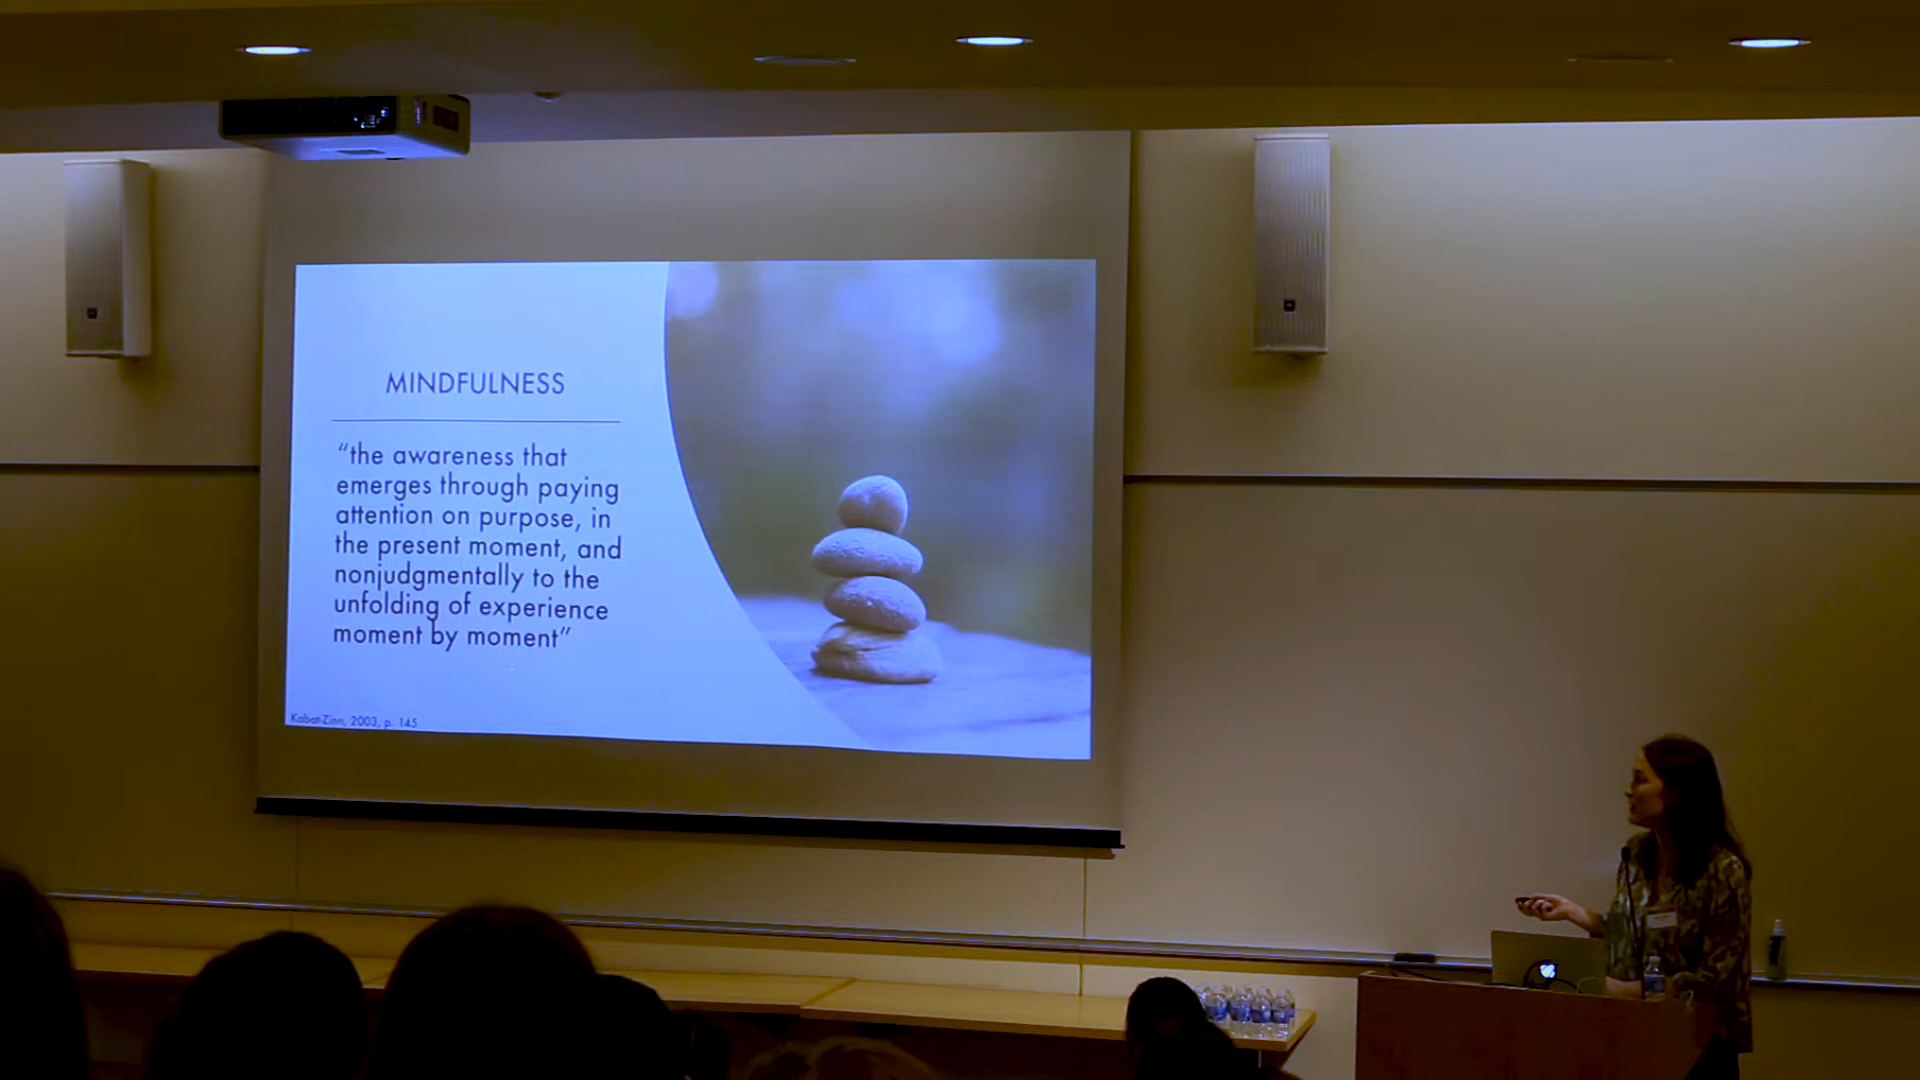 MINDFULNESS
“the awareness that
emerges through paying
attention on purpose, in
the present moment, and
nonjudgmentally to the
unfolding of experience
moment by moment”
Kabat-Zinn, 2003, p. 145